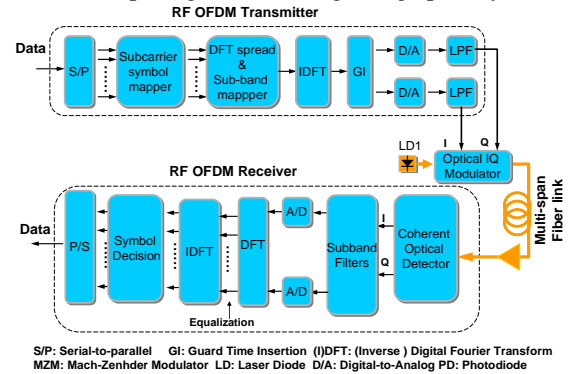 RF OFDM Transmitter
Data
S/P
Subcarrier
symbol
mapper
DFT spread
&
Sub-band
mappper
IDFT
GI
D/A
LPF
D/A
LPF
I
Q
LD1
Optical IQ
Modulator
Multi-span
Fiber link
RF OFDM Receiver
Data
P/S
Symbol
Decision
IDFT
DFT
A/D
A/D
Subband
Filters
I
Q
Coherent
Optical
Detector
Equalization
S/P: Serial-to-parallel GI: Guard Time Insertion (I)DFT: (Inverse ) Digital Fourier Transform
MZM: Mach-Zenhder Modulator LD: Laser Diode D/A: Digital-to-Analog PD: Photodiode